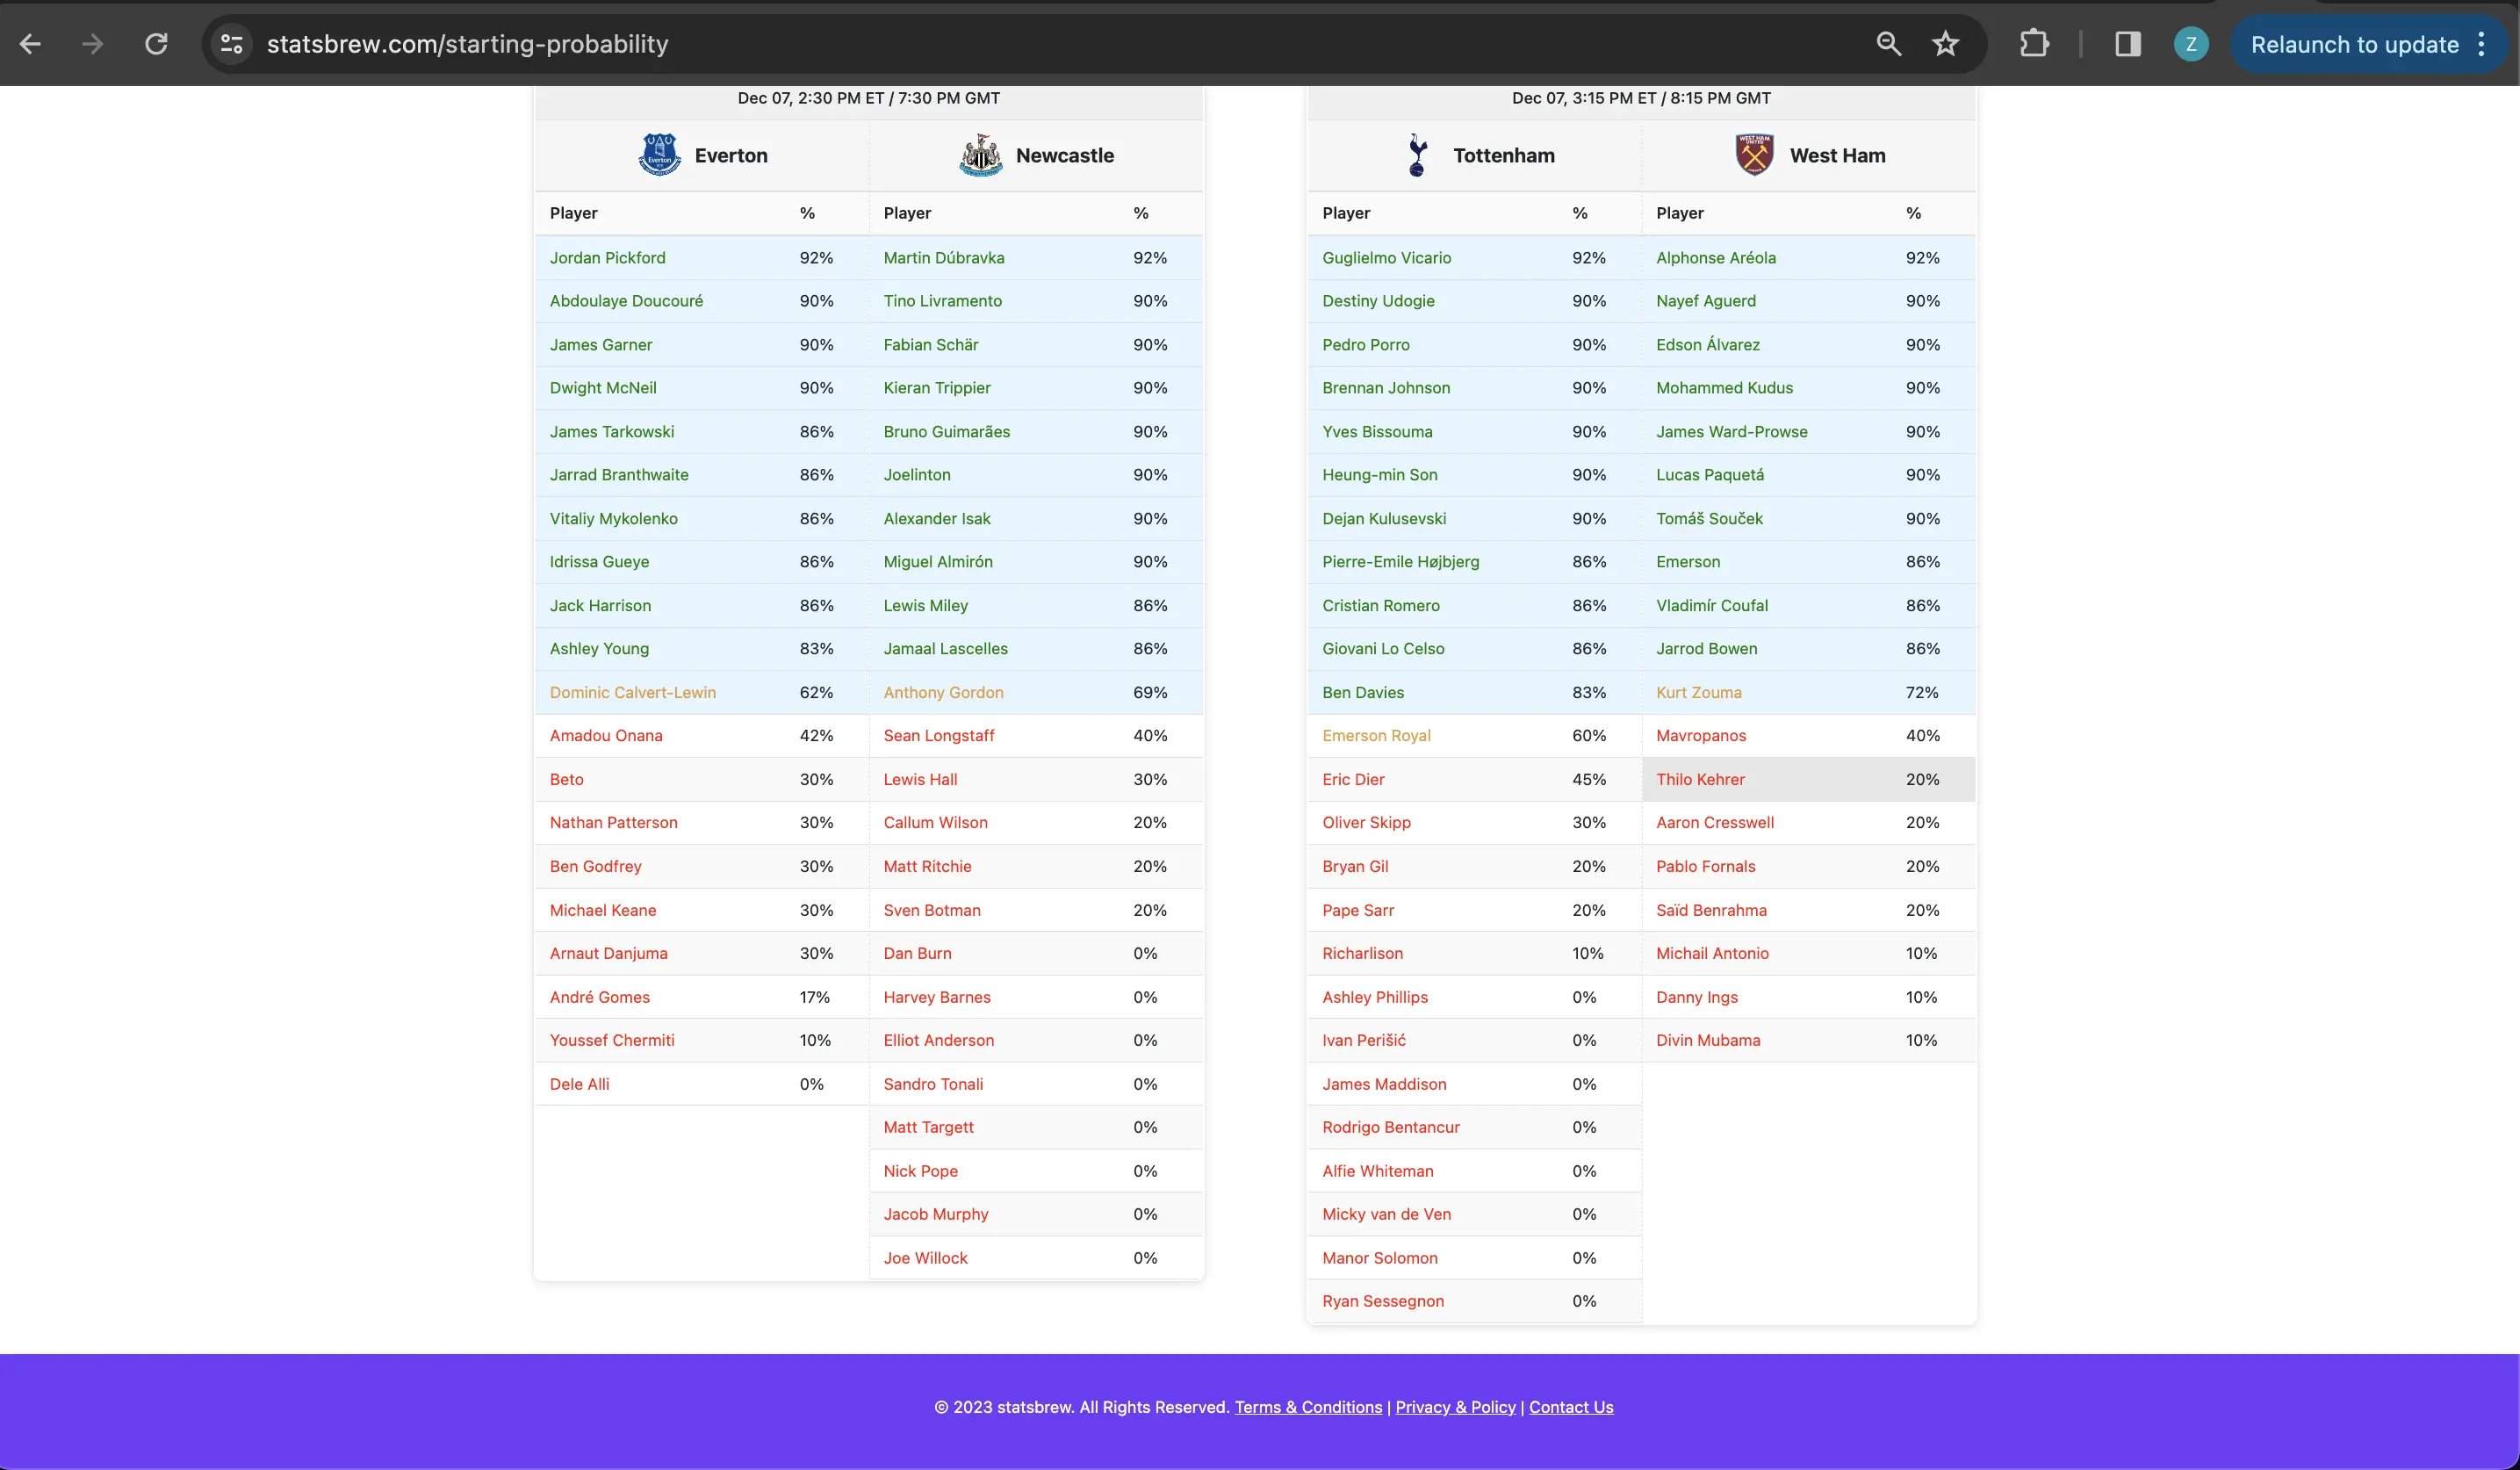 statsbrew.com/starting-probability
Z
Relaunch to update
Dec 07, 2:30 PM ET / 7:30 PM GMT
Everton Newcastle
Player % Player %
Jordan Pickford 92% Martin Dúbravka 92%
Abdoulaye Doucouré 90% Tino Livramento 90%
James Garner 90% Fabian Schär 90%
Dwight McNeil 90% Kieran Trippier 90%
James Tarkowski 86% Bruno Guimarães 90%
Jarrad Branthwaite 86% Joelinton 90%
Vitaliy Mykolenko 86% Alexander Isak 90%
Idrissa Gueye 86% Miguel Almirón 90%
Jack Harrison 86% Lewis Miley 86%
Ashley Young 83% Jamaal Lascelles 86%
Dominic Calvert-Lewin 62% Anthony Gordon 69%
Amadou Onana 42% Sean Longstaff 40%
Beto 30% Lewis Hall 30%
Nathan Patterson 30% Callum Wilson 20%
Ben Godfrey 30% Matt Ritchie 20%
Michael Keane 30% Sven Botman 20%
Arnaut Danjuma 30% Dan Burn 0%
André Gomes 17% Harvey Barnes 0%
Youssef Chermiti 10% Elliot Anderson 0%
Dele Alli 0% Sandro Tonali 0%
Matt Targett 0%
Nick Pope 0%
Jacob Murphy 0%
Joe Willock 0%
Dec 07, 3:15 PM ET / 8:15 PM GMT
Tottenham WEST HAM UNITED West Ham
Player % Player %
Guglielmo Vicario 92% Alphonse Aréola 92%
Destiny Udogie 90% Nayef Aguerd 90%
Pedro Porro 90% Edson Álvarez 90%
Brennan Johnson 90% Mohammed Kudus 90%
Yves Bissouma 90% James Ward-Prowse 90%
Heung-min Son 90% Lucas Paquetá 90%
Dejan Kulusevski 90% Tomáš Souček 90%
Pierre-Emile Højbjerg 86% Emerson 86%
Cristian Romero 86% Vladimír Coufal 86%
Giovani Lo Celso 86% Jarrod Bowen 86%
Ben Davies 83% Kurt Zouma 72%
Emerson Royal 60% Mavropanos 40%
Eric Dier 45% Thilo Kehrer 20%
Oliver Skipp 30% Aaron Cresswell 20%
Bryan Gil 20% Pablo Fornals 20%
Pape Sarr 20% Saïd Benrahma 20%
Richarlison 10% Michail Antonio 10%
Ashley Phillips 0% Danny Ings 10%
Ivan Perišić 0% Divin Mubama 10%
James Maddison 0%
Rodrigo Bentancur 0%
Alfie Whiteman 0%
Micky van de Ven 0%
Manor Solomon 0%
Ryan Sessegnon 0%
© 2023 statsbrew. All Rights Reserved. Terms & Conditions | Privacy & Policy | Contact Us